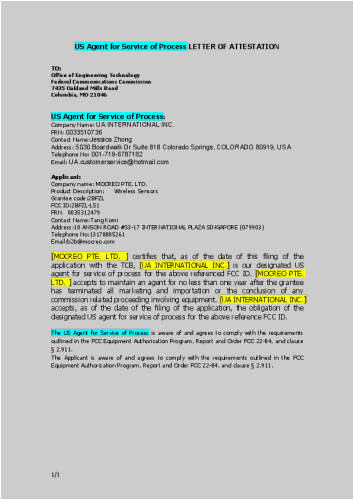 US Agent for Service of Process LETTER OF ATTESTATION
TO:
Office of Engineering Technology
Federal Communications Commission
7435 Oakland Mills Road
Columbia, MD 21046
US Agent for Service of Process:
Company Name: UA INTERNATIONAL INC.
FRN: 0033510736
Contact Name: Jessica Zhong
Address: 5030 Boardwalk Dr Suite 818 Colorado Springs, COLORADO 80919, USA
Telephone No: 001-719-6787182
Email: UA.customerservice@hotmail.com
Applicant:
Company name: MOCREO PTE. LTD.
Product Description: Wireless Sensors
Grantee code:2BFZL
FCC ID:2BFZL-LS1
FRN: 0035312479
Contact Name:Tang Komi
Address:10 ANSON ROAD #33-17 INTERNATIONAL PLAZA SINGAPORE (079903)
Telephone No:13178805261
Email:b2b@mocreo.com
[MOCREO PTE. LTD. ] certifies that, as of the date of this filing of the
application with the TCB, [UA INTERNATIONAL INC.] is our designated US
agent for service of process for the above referenced FCC ID. [MOCREO PTE.
LTD. ] accepts to maintain an agent for no less than one year after the grantee
has terminated all marketing and importation or the conclusion of any
commission related proceeding involving equipment. [UA INTERNATIONAL INC.]
accepts, as of the date of the filing of the application, the obligation of the
designated US agent for service of process for the above reference FCC ID.
The US Agent for Service of Process is aware of and agrees to comply with the requirements
outlined in the FCC Equipment Authorization Program, Report and Order FCC 22-84, and clause
§ 2.911.
The Applicant is aware of and agrees to comply with the requirements outlined in the FCC
Equipment Authorization Program, Report and Order FCC 22-84, and clause § 2.911.
1/1